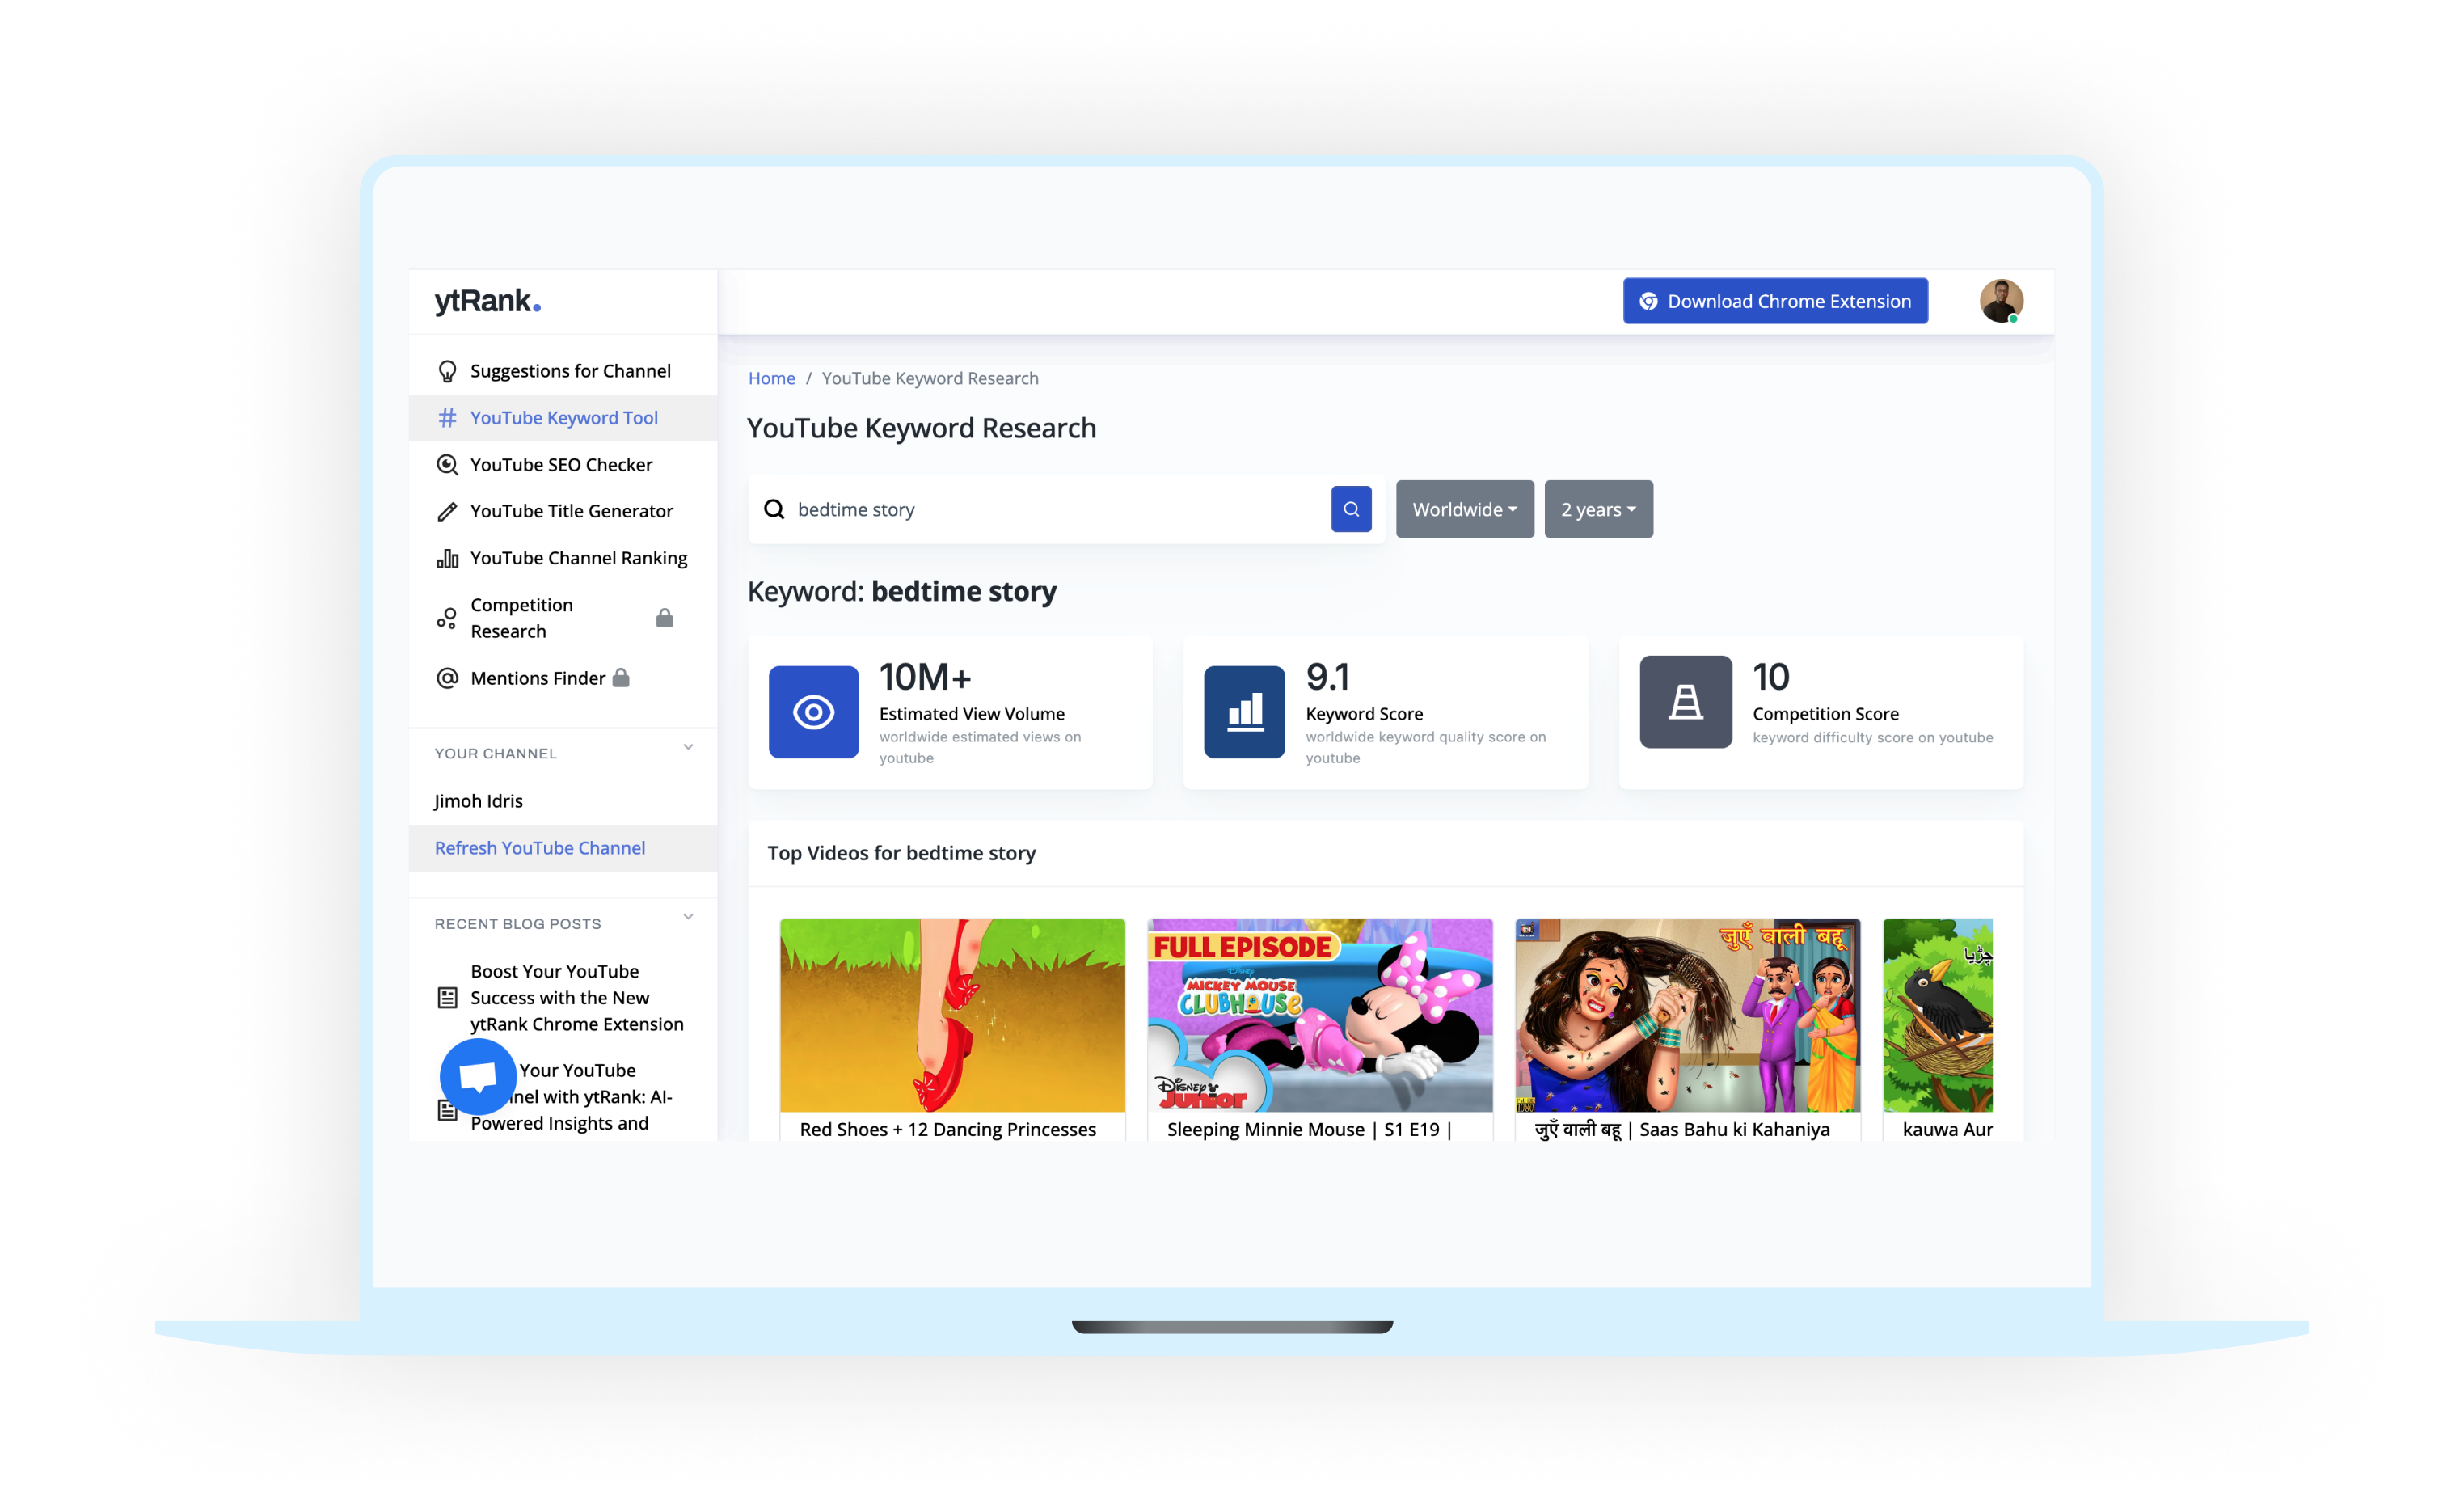 ytRank.
Download Chrome Extension
Suggestions for Channel
YouTube Keyword Tool
YouTube SEO Checker
YouTube Title Generator
YouTube Channel Ranking
Competition
Research
Mentions Finder
YOUR CHANNEL
Jimoh Idris
Refresh YouTube Channel
RECENT BLOG POSTS
Boost Your YouTube
Success with the New
ytRank Chrome Extension
Your YouTube
nel with ytRank: AI-
Powered Insights and
Home / YouTube Keyword Research
YouTube Keyword Research
bedtime story
Worldwide
2 years
Keyword: bedtime story
10M+
Estimated View Volume
worldwide estimated views on
youtube
9.1
Keyword Score
worldwide keyword quality score on
youtube
10
Competition Score
keyword difficulty score on youtube
Top Videos for bedtime story
Red Shoes + 12 Dancing Princesses
FULL EPISODE
Disney
MICKEY MOUSE
CLUBHOUSE
Disney
Junior
Sleeping Minnie Mouse | S1 E19 |
जुएँ वाली बहू
जुएँ वाली बहू | Saas Bahu ki Kahaniya
چڑیا
kauwa Aur